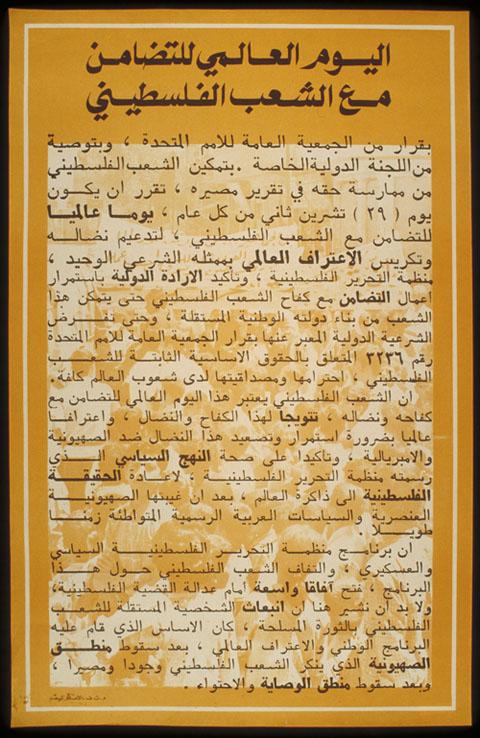 اليوم العالمي للتضامن
مع الشعب الفلسطيني
بقرار من الجمعية العامة للأمم المتحدة ، وبتوصية
من اللجنة الدولية الخاصة . بتمكين الشعب الفلسطيني
من ممارسة حقه في تقرير مصيره ، تقرر ان يكون
يوم ( ٢٩ ) تشرين ثاني من كل عام ، يوما عالميا
للتضامن مع الشعب الفلسطيني ، لتدعيم نضاله
وتكريس الإعتراف العالمي بممثله الشرعي الوحيد ،
منظمة التحرير الفلسطينية ، وتأكيد الارادة الدولية باستمرار
اعمال التضامن مع كفاح الشعب الفلسطيني حتى يتمكن هذا
الشعب من بناء دولته الوطنية المستقلة ، وحتى تفرض
الشرعية الدولية المعبر عنها بقرار الجمعية العامة للامم المتحدة
رقم ٣٢٣٦ المتعلق بالحقوق الاساسية الثابتة للشعب
الفلسطيني ، احترامها ومصداقيتها لدى شعوب العالم كافة.
ان الشعب الفلسطيني يعتبر هذا اليوم العالمي للتضامن مع
كفاحه ونضاله ، تتويجا لهذا الكفاح والنضال ، واعترافا
عالميا بضرورة استمرار وتصعيد هذا النضال ضد الصهيونية
والامبريالية ، وتأكيدا على صحة النهج السياسي الذي
رسمته منظمة التحرير الفلسطينية ، لاعادة الحقيقة
الفلسطينية الى ذاكرة العالم ، بعد ان غيبتها الصهيونية
العنصرية والسياسات العربية الرسمية المتواطئة زمنا
طويلا .
ان برنامج منظمة التحرير الفلسطينية السياسي
والعسكري ، والتفاف الشعب الفلسطيني حول هذا
البرنامج ، فتح آفاقا واسعة أمام عدالة القضية الفلسطينية،
ولا بد أن نشير هنا ان انبعاث الشخصية المستقلة للشعب
الفلسطيني بالثورة المسلحة ، كان الاساس الذي قام عليه
البرنامج الوطني والاعتراف العالمي ، بعد سقوط منطق
الصهيونية الذي ينكر الشعب الفلسطيني وجودا ومصيرا ،
وبعد سقوط منطق الوصاية والاحتواء .